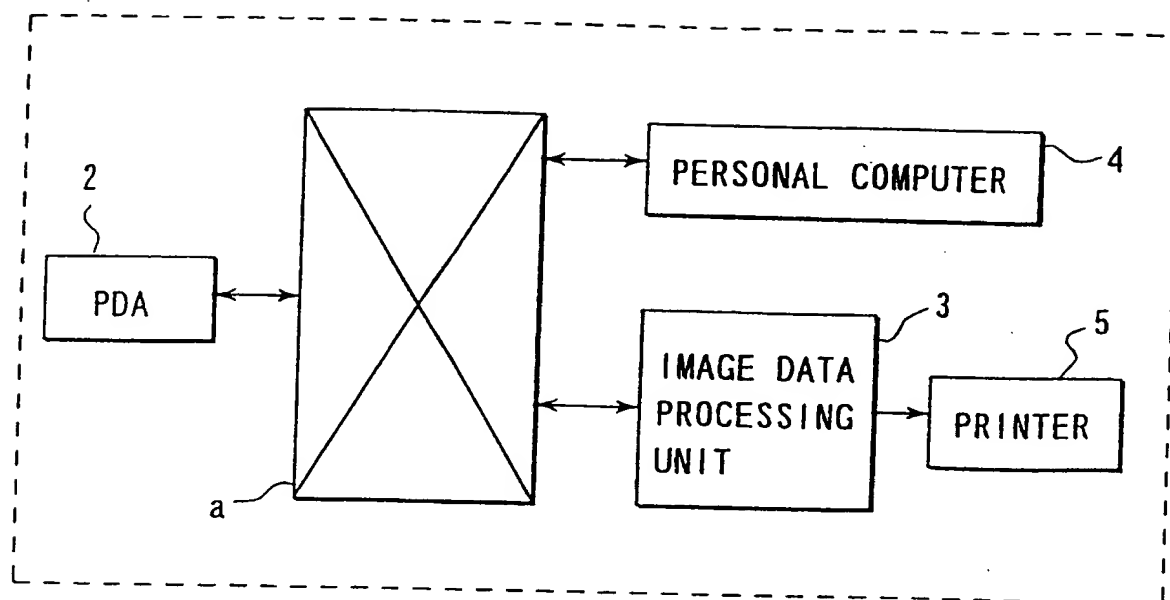 2
PDA
a
PERSONAL COMPUTER
4
3
IMAGE DATA
PROCESSING
UNIT
5
PRINTER